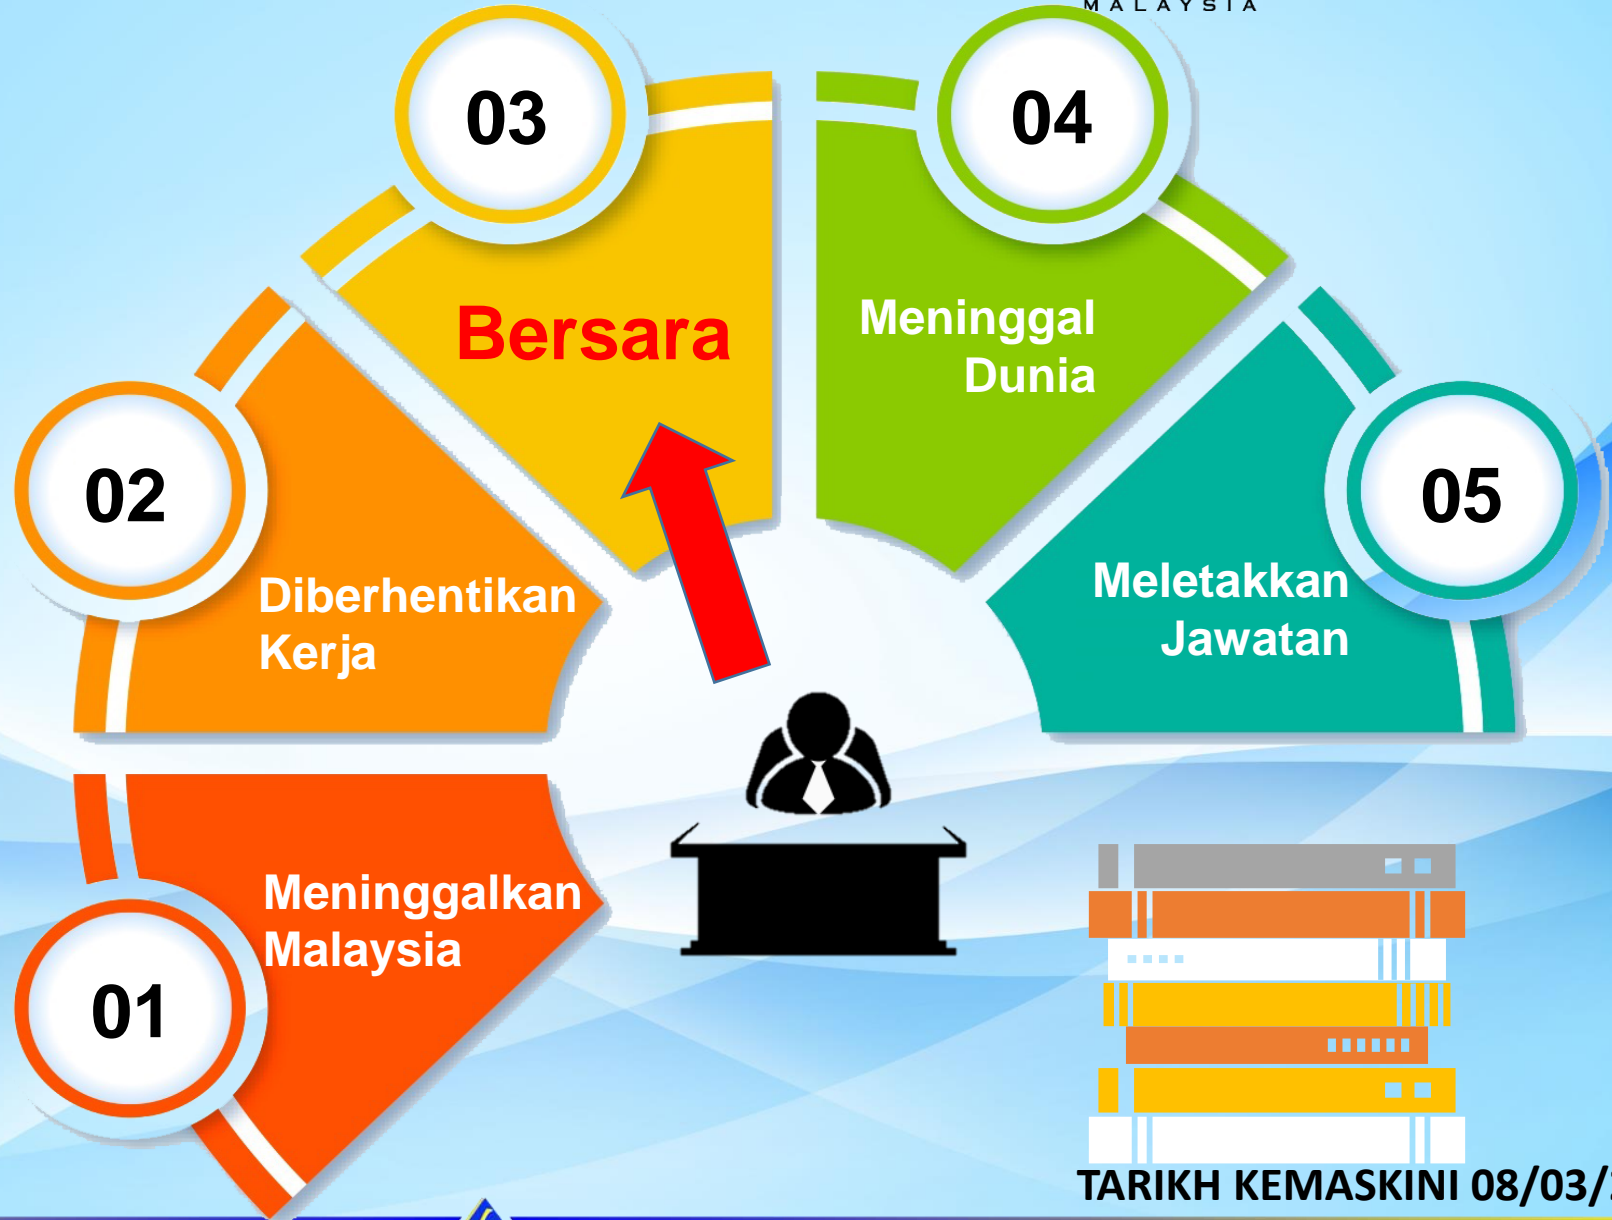 MALAYSIA
03
04
Bersara
Meninggal
Dunia
02
05
Diberhentikan
Kerja
Meletakkan
Jawatan
Meninggalkan
Malaysia
01
TARIKH KEMASKINI 08/03/